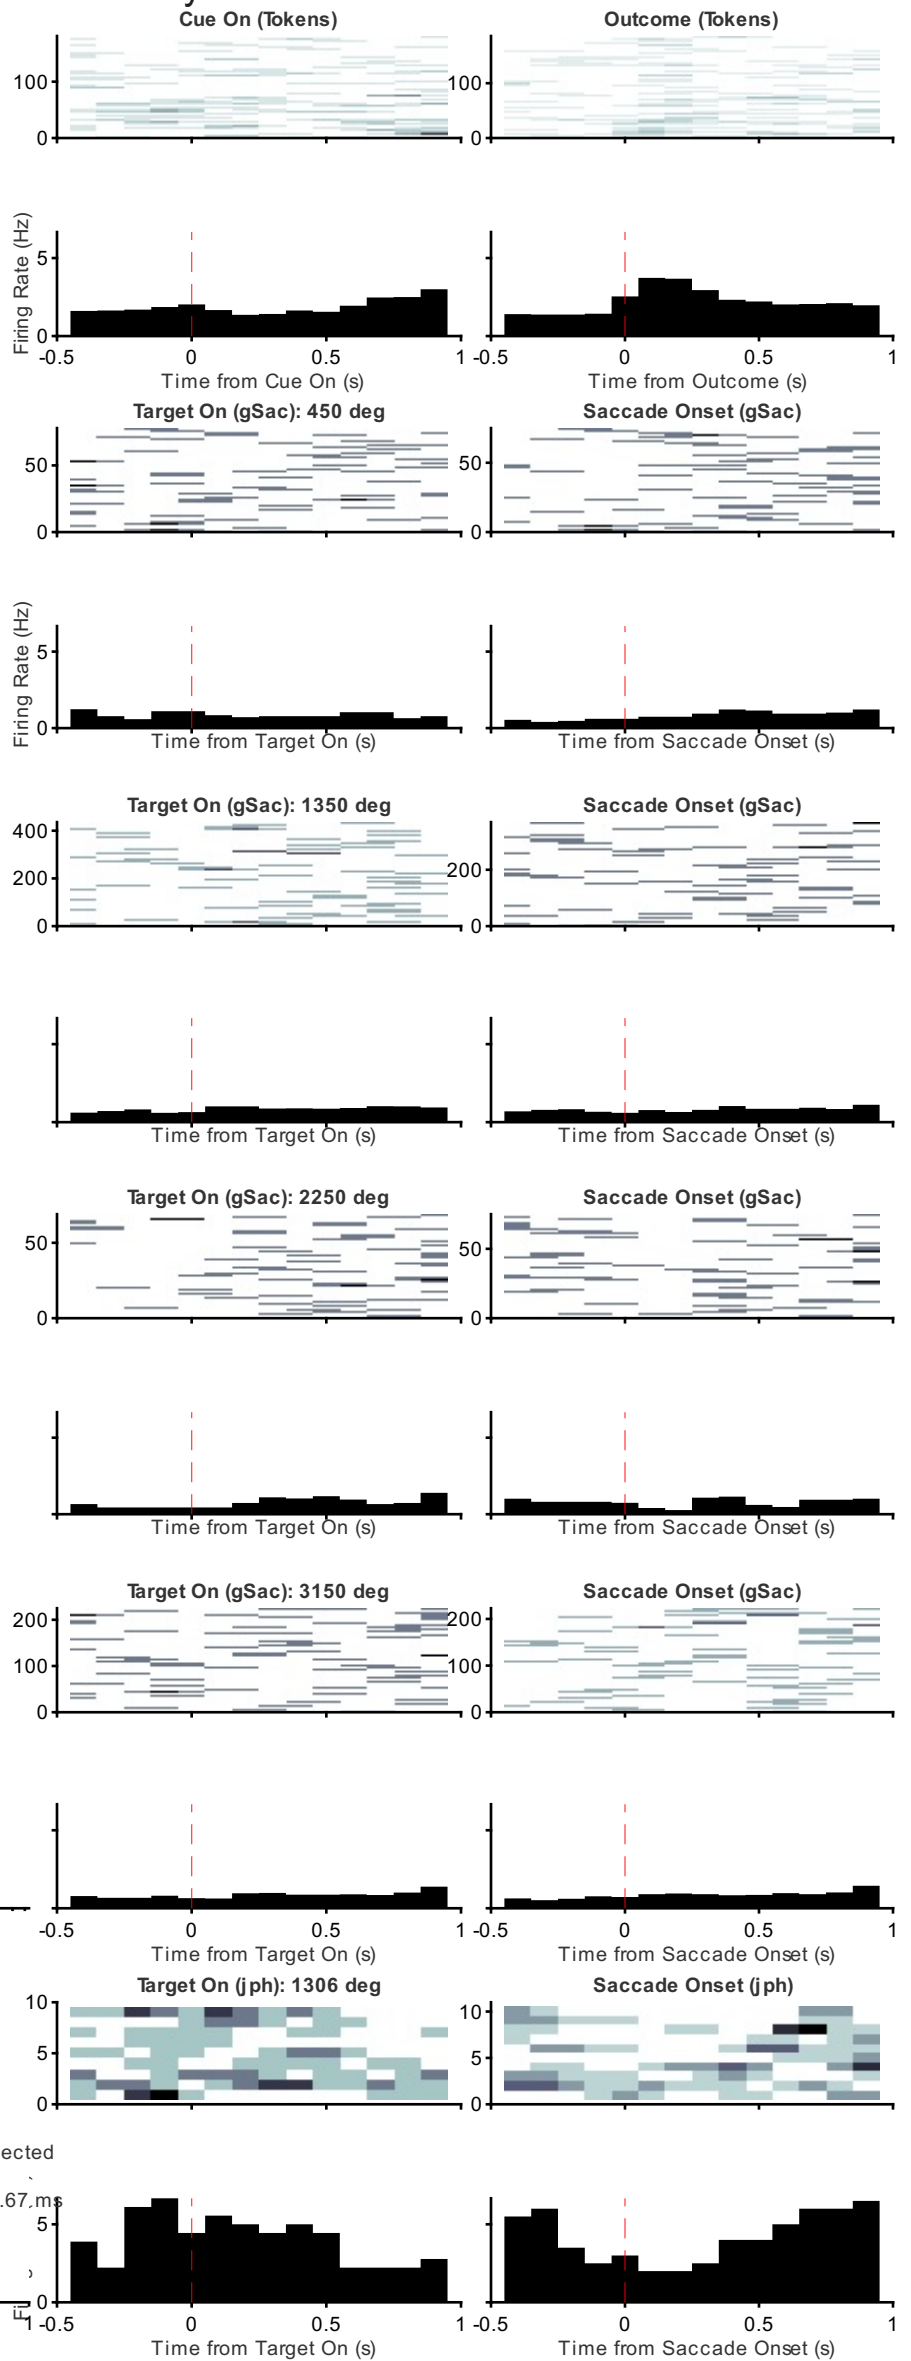 Cue On (Tokens)
Outcome (Tokens)
100
0
100
0
Firing Rate (Hz)
5
0
-0.5 0 0.5 1
-0.5 0 0.5 1
Time from Cue On (s)
Time from Outcome (s)
Target On (gSac): 450 deg
Saccade Onset (gSac)
50
0
50
0
Firing Rate (Hz)
5
0
Time from Target On (s)
Time from Saccade Onset (s)
Target On (gSac): 1350 deg
Saccade Onset (gSac)
400
200
0
200
0
Time from Target On (s)
Time from Saccade Onset (s)
Target On (gSac): 2250 deg
Saccade Onset (gSac)
50
0
50
0
Time from Target On (s)
Time from Saccade Onset (s)
Target On (gSac): 3150 deg
Saccade Onset (gSac)
200
100
0
200
100
0
-0.5 0 0.5 1
-0.5 0 0.5 1
Time from Target On (s)
Time from Saccade Onset (s)
Target On (jph): 1306 deg
Saccade Onset (jph)
10
5
0
10
5
0
ected
.67 ms
5
0
Fi
1
-0.5 0 0.5 1
-0.5 0 0.5 1
Time from Target On (s)
Time from Saccade Onset (s)